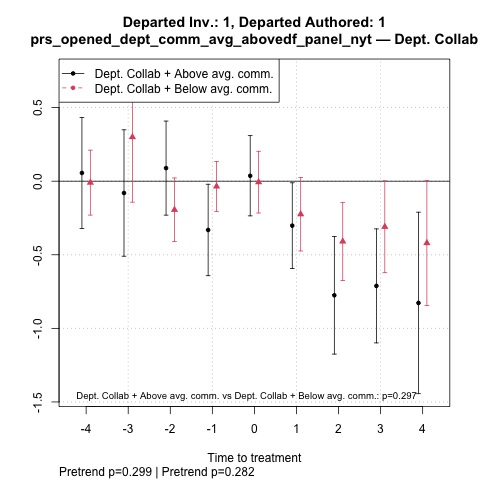 Departed Inv.: 1, Departed Authored: 1
prs_opened_dept_comm_avg_abovedf_panel_nyt — Dept. Collab
Dept. Collab + Above avg. comm.
Dept. Collab + Below avg. comm.
0.5
0.0
-0.5
-1.0
-1.5
Dept. Collab + Above avg. comm. vs Dept. Collab + Below avg. comm.: p=0.297
-4 -3 -2 -1 0 1 2 3 4
Time to treatment
Pretrend p=0.299 | Pretrend p=0.282